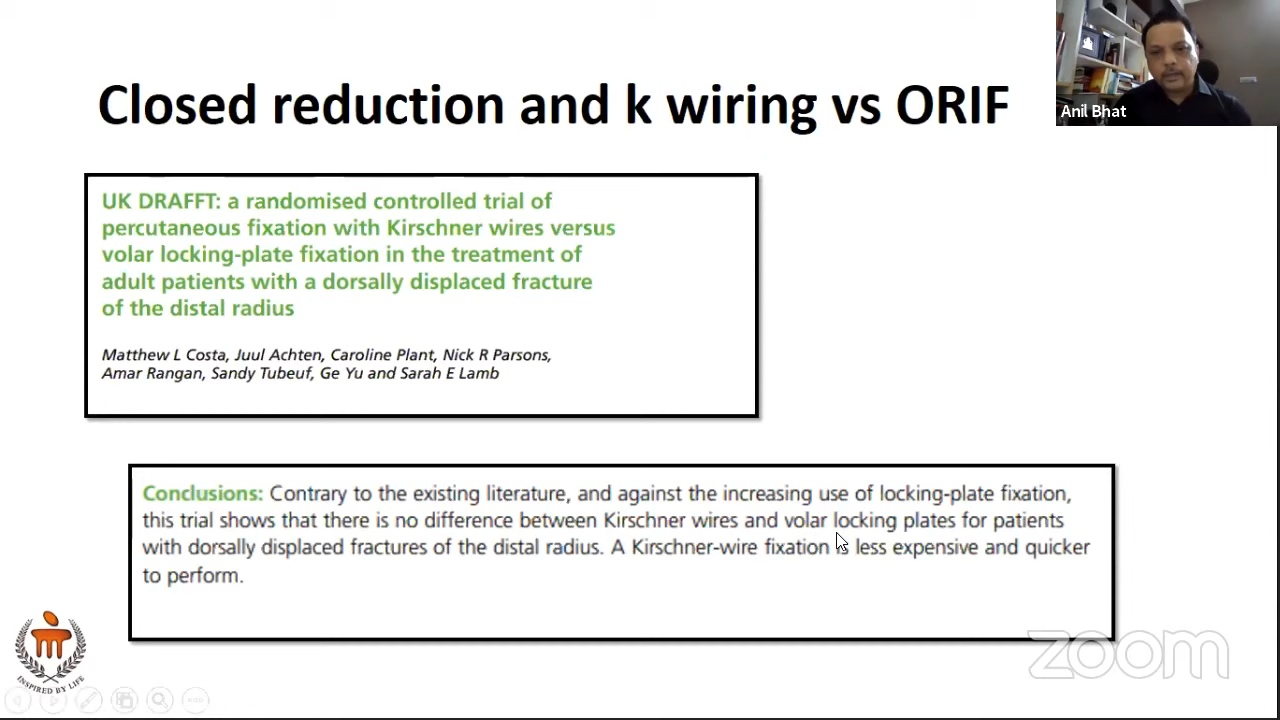 Closed reduction and k wiring vs ORIF
Anil Bhat
UK DRAFFT: a randomised controlled trial of
percutaneous fixation with Kirschner wires versus
volar locking-plate fixation in the treatment of
adult patients with a dorsally displaced fracture
of the distal radius
Matthew L Costa, Juul Achten, Caroline Plant, Nick R Parsons,
Amar Rangan, Sandy Tubeuf, Ge Yu and Sarah E Lamb
Conclusions: Contrary to the existing literature, and against the increasing use of locking-plate fixation,
this trial shows that there is no difference between Kirschner wires and volar locking plates for patients
with dorsally displaced fractures of the distal radius. A Kirschner-wire fixation is less expensive and quicker
to perform.
INSPIRED BY LIFE
zoom